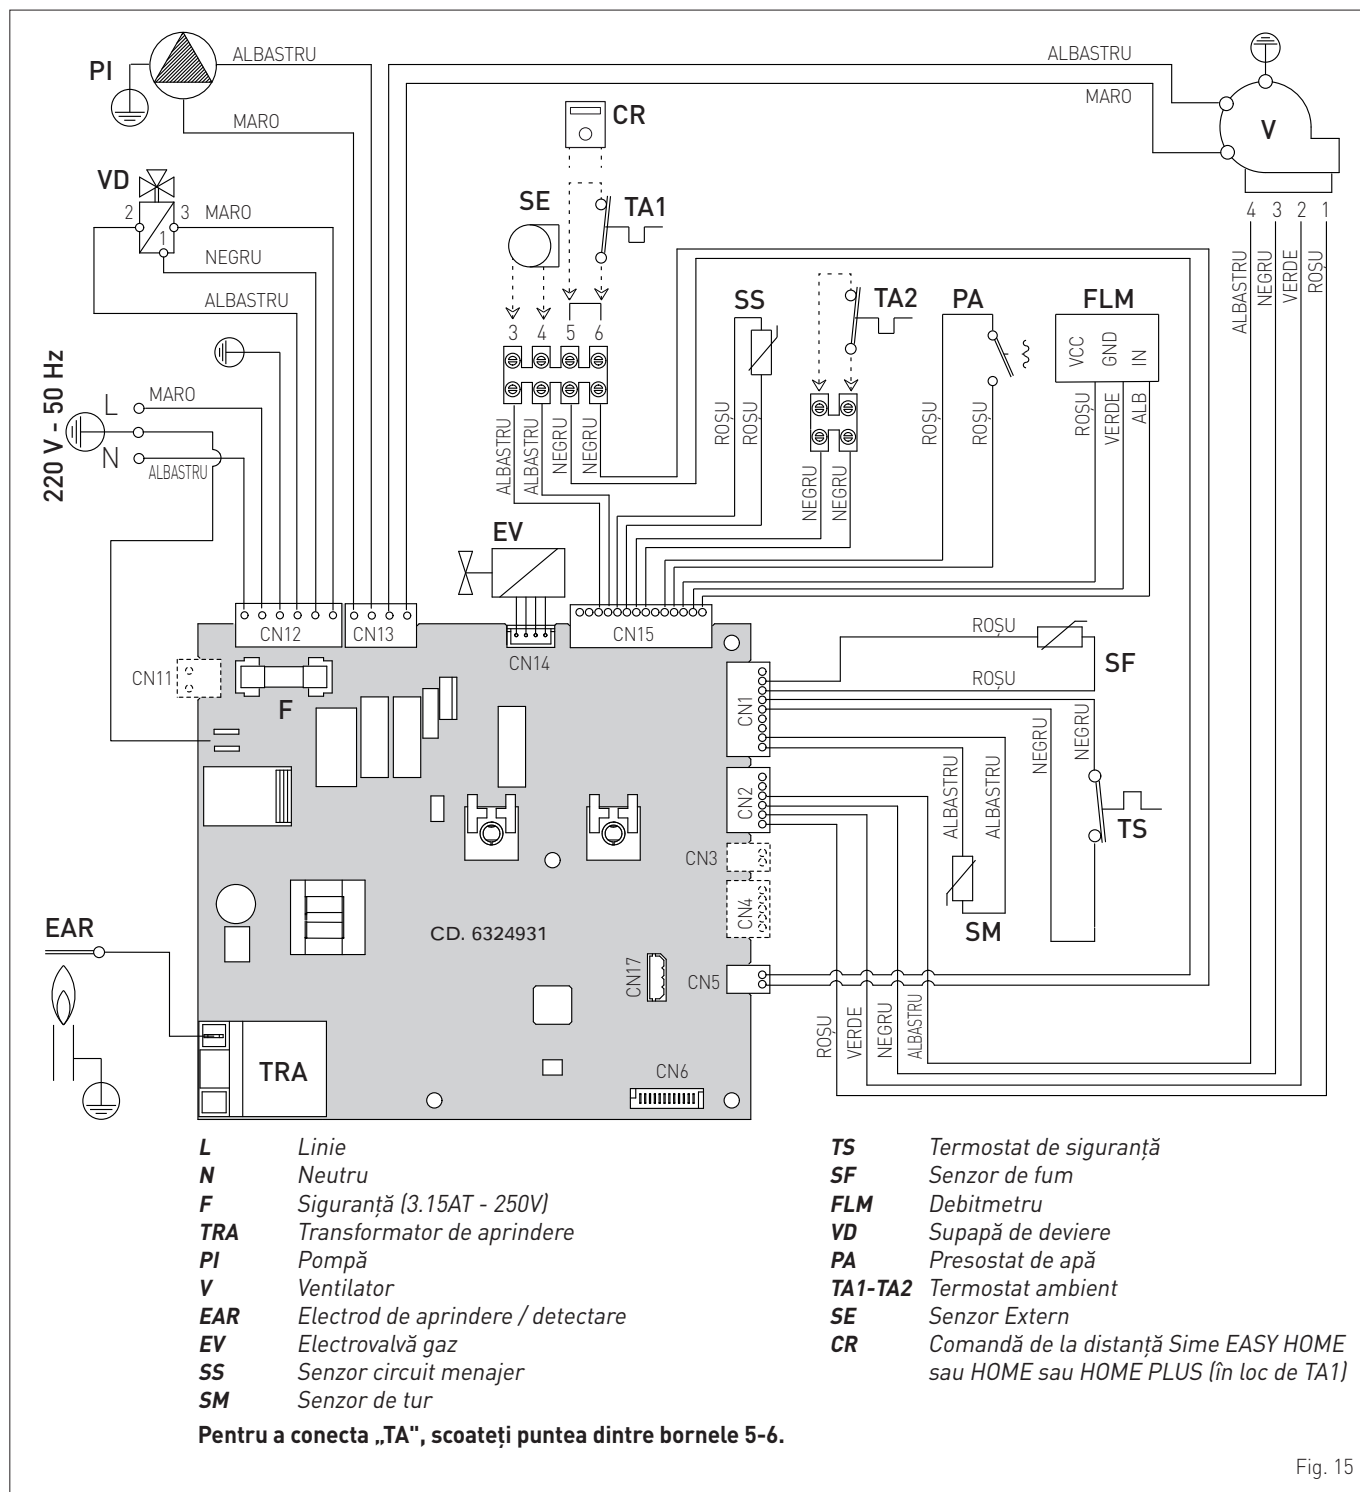 PI
ALBASTRU
MARO
ALBASTRU
MARO
V
4 3 2 1
ALBASTRU
NEGRU
VERDE
ROȘU
CR
VD
2
3
1
MARO
NEGRU
ALBASTRU
SE
TA1
3 4 5 6
ALBASTRU
ALBASTRU
NEGRU
NEGRU
SS
ROȘU
ROȘU
TA2
NEGRU
NEGRU
PA
ROȘU
ROȘU
FLM
VCC
GND
IN
ROȘU
VERDE
ALB
220 V - 50 Hz
L
MARO
N
ALBASTRU
EV
CN12
CN13
CN14
CN15
CN11
F
CN1
ROȘU
ROȘU
SF
NEGRU
NEGRU
TS
ALBASTRU
ALBASTRU
SM
CN2
CN3
CN4
CD. 6324931
CN17
CN5
ROȘU
VERDE
NEGRU
ALBASTRU
EAR
TRA
CN6
L Linie
N Neutru
F Siguranță (3.15AT - 250V)
TRA Transformator de aprindere
PI Pompă
V Ventilator
EAR Electrod de aprindere / detectare
EV Electrovalvă gaz
SS Senzor circuit menajer
SM Senzor de tur
TS Termostat de siguranță
SF Senzor de fum
FLM Debitmetru
VD Supapă de deviere
PA Presostat de apă
TA1-TA2 Termostat ambient
SE Senzor Extern
CR Comandă de la distanță Sime EASY HOME
sau HOME sau HOME PLUS (în loc de TA1)
Pentru a conecta „TA", scoateți puntea dintre bornele 5-6.
Fig. 15